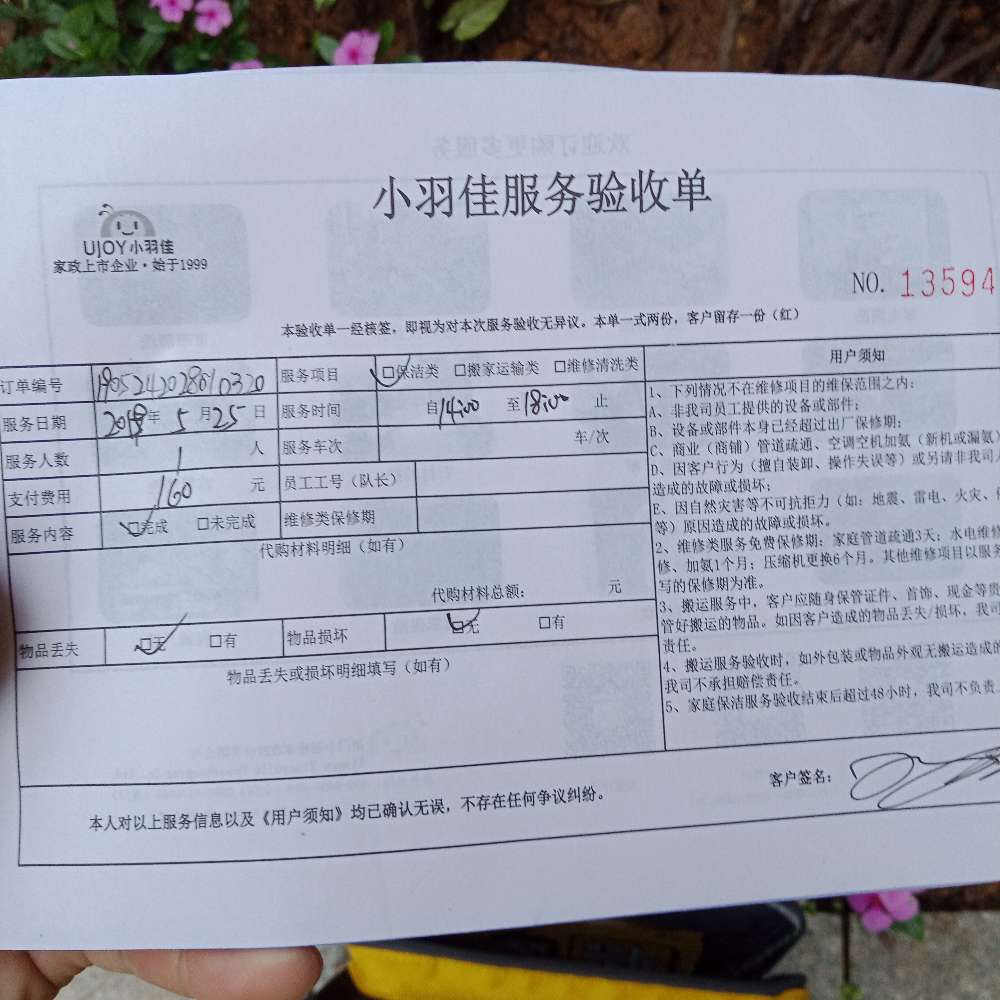 小羽佳服务验收单
UJOY小羽佳
家政上市企业·始于1999
NO. 13594
本验收单一经核签，即视为对本次服务验收无异议。本单一式两份，客户留存一份（红）
订单编号 1905242028610320 服务项目 □保洁类 □搬家运输类 □维修清洗类
服务日期 年 5 月 25 日 服务时间 自 14:00 至 18:00 止
服务人数 1 人 服务车次 车/次
支付费用 160 元 员工工号（队长）
服务内容 □完成 □未完成 维修类保修期
代购材料明细（如有）
代购材料总额： 元
物品丢失 □无 □有 物品损坏 □无 □有
物品丢失或损坏明细填写（如有）
用户须知
1、下列情况不在维修项目的维保范围之内：
A、非我司员工提供的设备或部件；
B、设备或部件本身已经超过出厂保修期；
C、商业（商铺）管道疏通、空调空机加氨（新机或漏氨）
D、因客户行为（擅自装卸、操作失误等）或另请非我司
造成的故障或损坏；
E、因自然灾害等不可抗拒力（如：地震、雷电、火灾、
等）原因造成的故障或损坏。
2、维修类服务免费保修期：家庭管道疏通3天；水电维修
修、加氨1个月；压缩机更换6个月。其他维修项目以服务
写的保修期为准。
3、搬运服务中，客户应随身保管证件、首饰、现金等贵
管好搬运的物品。如因客户造成的物品丢失/损坏，我司
责任。
4、搬运服务验收时，如外包装或物品外观无搬运造成的
我司不承担赔偿责任。
5、家庭保洁服务验收结束后超过48小时，我司不负责
本人对以上服务信息以及《用户须知》均已确认无误，不存在任何争议纠纷。
客户签名：